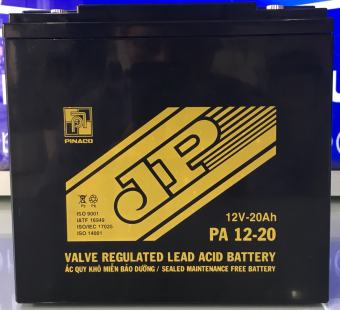 PINACO
JP
ISO 9001
IATF 16949
ISO/IEC 17025
ISO 14001
12V-20Ah
PA 12-20
VALVE REGULATED LEAD ACID BATTERY
ẮC QUY KHÔ MIỄN BẢO DƯỠNG / SEALED MAINTENANCE FREE BATTERY